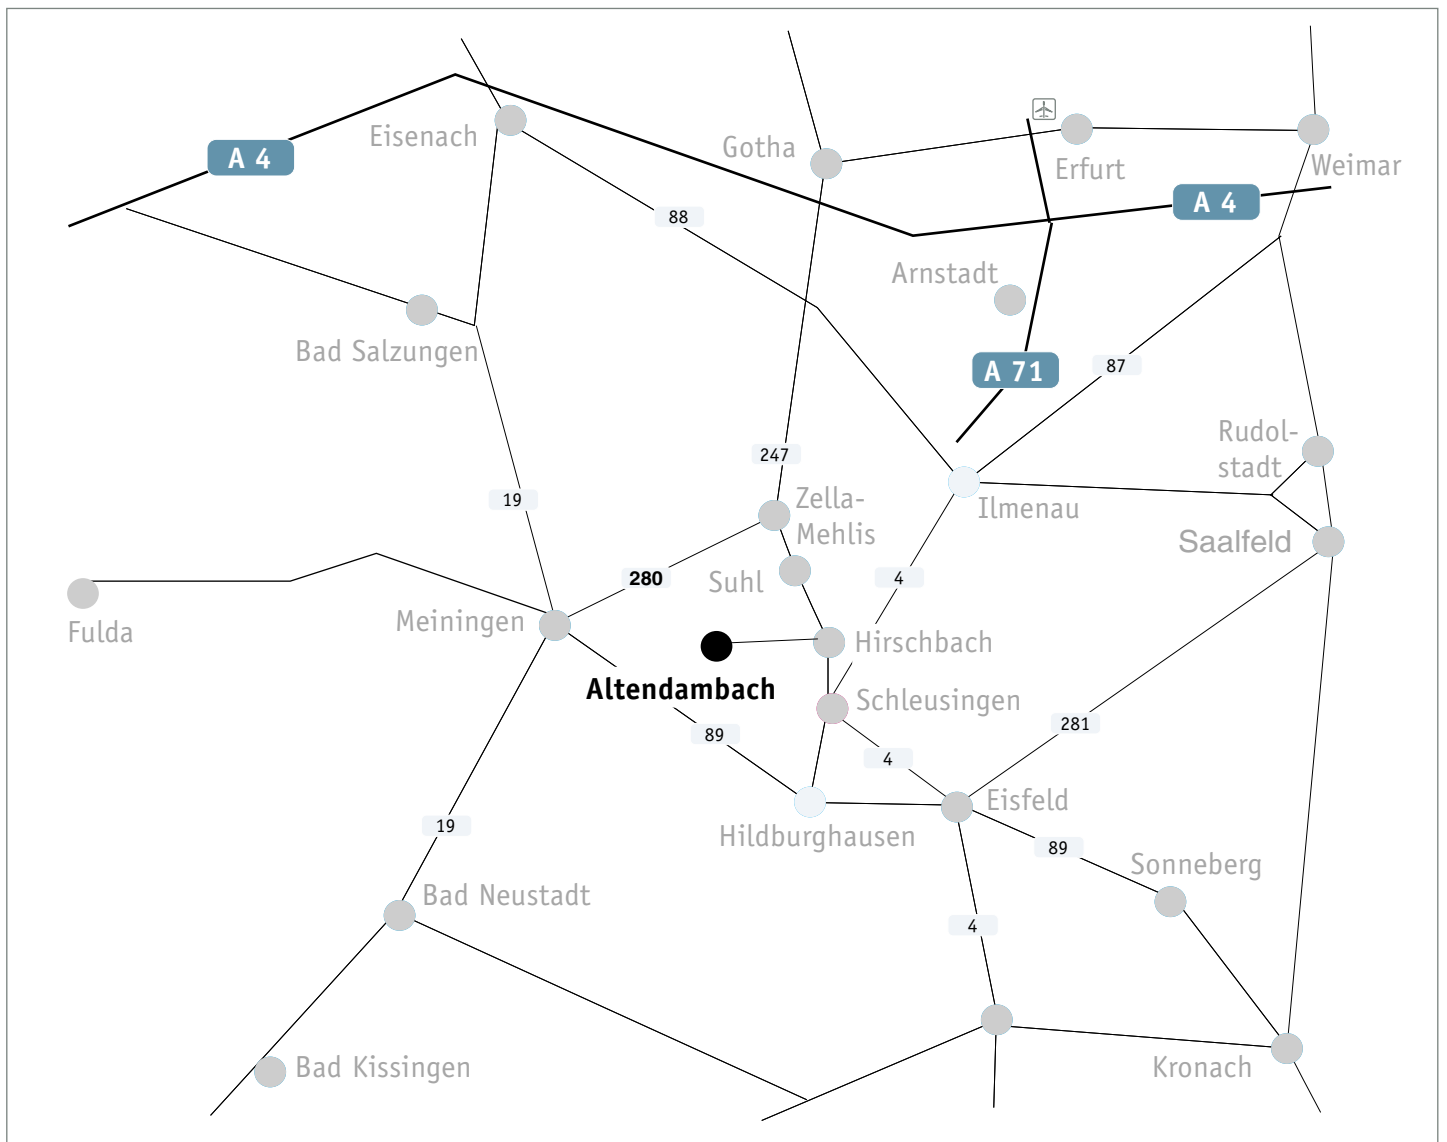 A 4
Eisenach
Gotha
Erfurt
Weimar
A 4
88
Arnstadt
Bad Salzungen
A 71
87
Rudol-
stadt
247
19
Zella-
Mehlis
Ilmenau
Saalfeld
280
Suhl
4
Fulda
Meiningen
Hirschbach
Altendambach
Schleusingen
89
281
4
Eisfeld
19
Hildburghausen
89
Sonneberg
Bad Neustadt
4
Bad Kissingen
Kronach